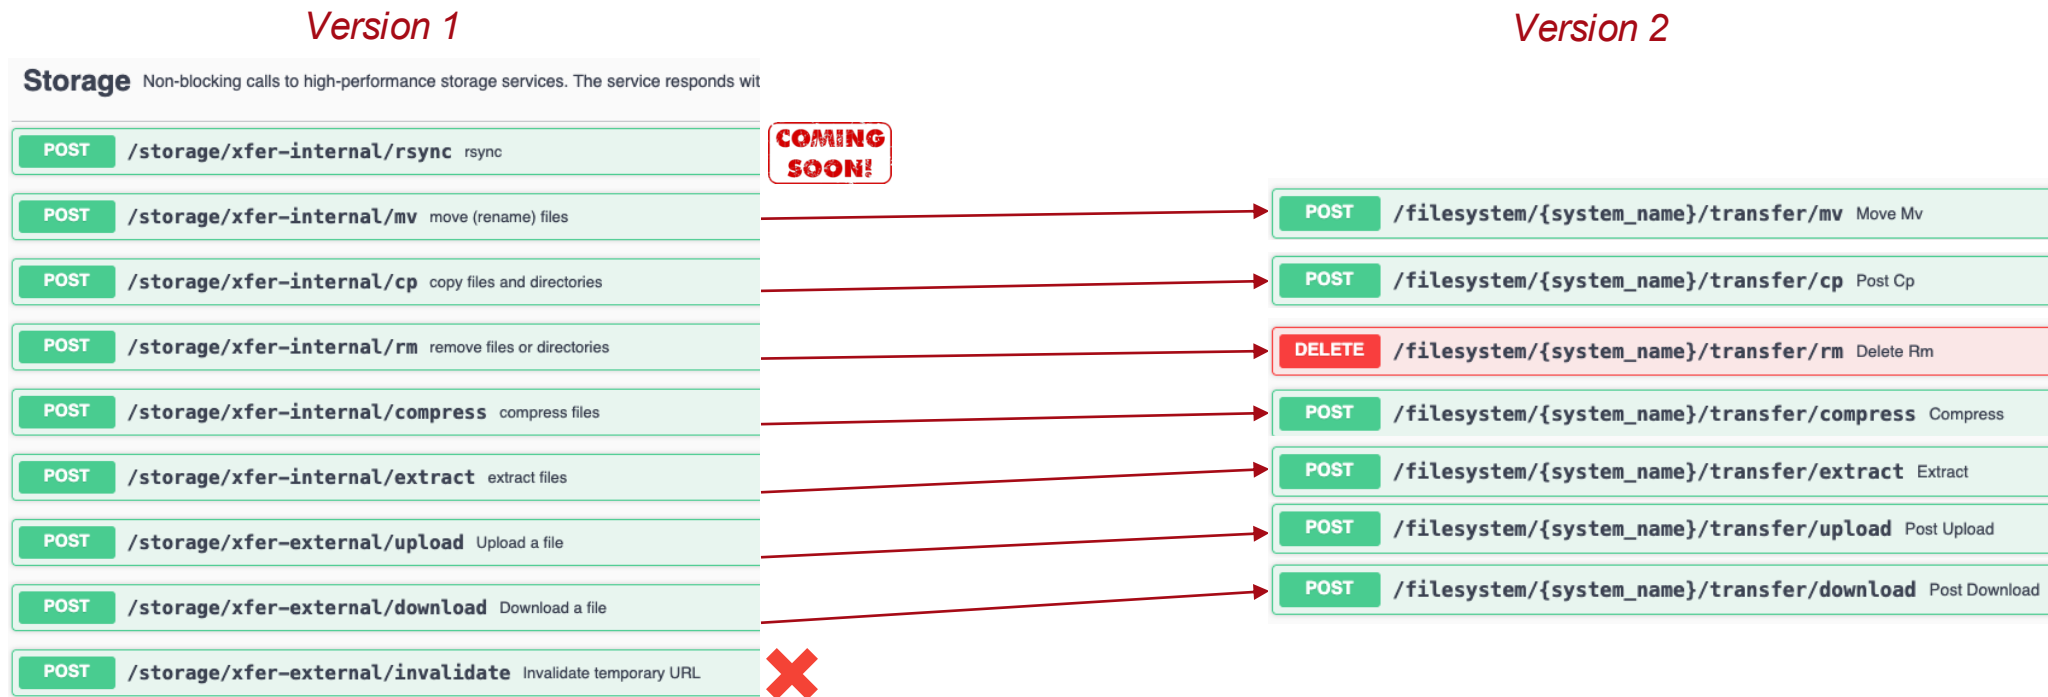 Version 1
Version 2
Storage Non-blocking calls to high-performance storage services. The service responds wit
POST /storage/xfer-internal/rsync rsync
COMING
SOON!
POST /storage/xfer-internal/mv move (rename) files
POST /filesystem/{system_name}/transfer/mv Move Mv
POST /storage/xfer-internal/cp copy files and directories
POST /filesystem/{system_name}/transfer/cp Post Cp
POST /storage/xfer-internal/rm remove files or directories
DELETE /filesystem/{system_name}/transfer/rm Delete Rm
POST /storage/xfer-internal/compress compress files
POST /filesystem/{system_name}/transfer/compress Compress
POST /storage/xfer-internal/extract extract files
POST /filesystem/{system_name}/transfer/extract Extract
POST /storage/xfer-external/upload Upload a file
POST /filesystem/{system_name}/transfer/upload Post Upload
POST /storage/xfer-external/download Download a file
POST /filesystem/{system_name}/transfer/download Post Download
POST /storage/xfer-external/invalidate Invalidate temporary URL